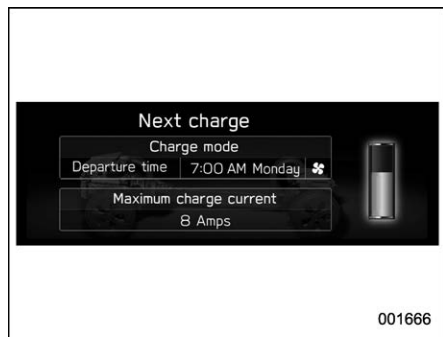 Next charge
Charge mode
Departure time 7:00 AM Monday
Maximum charge current
8 Amps
001666